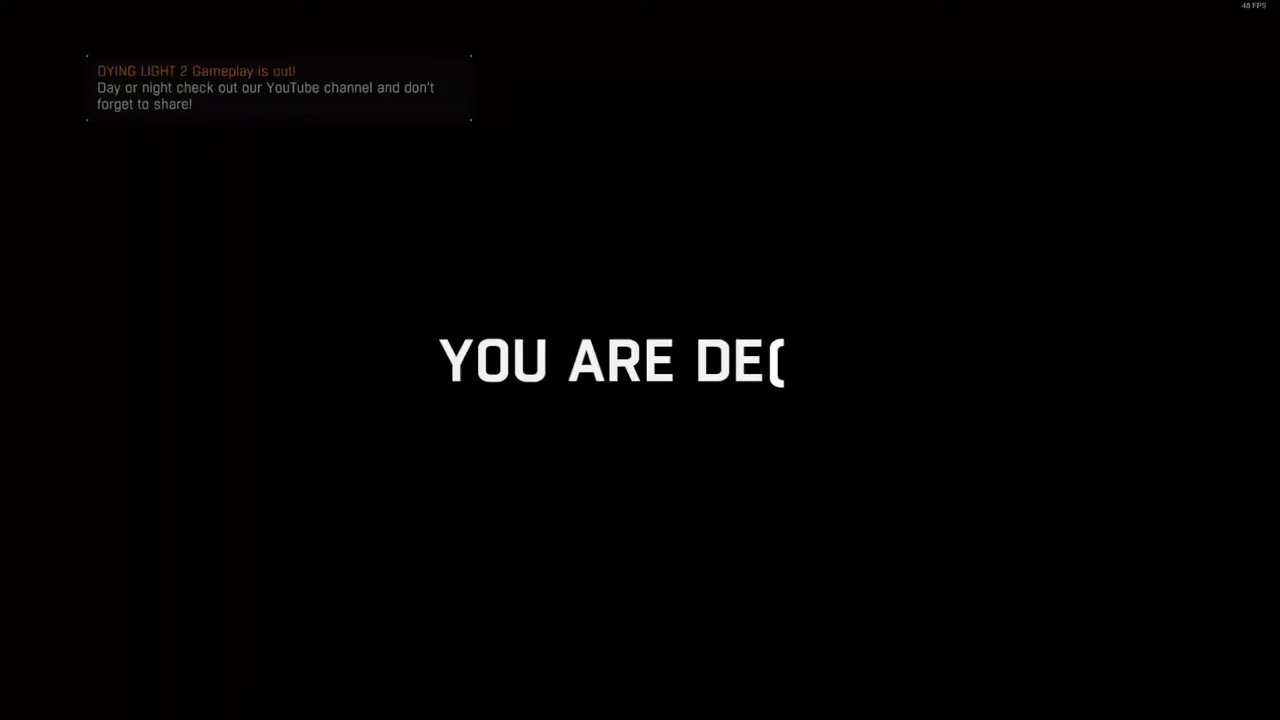 48 FPS
DYING LIGHT 2 Gameplay is out!
Day or night check out our YouTube channel and don't
forget to share!
YOU ARE DE